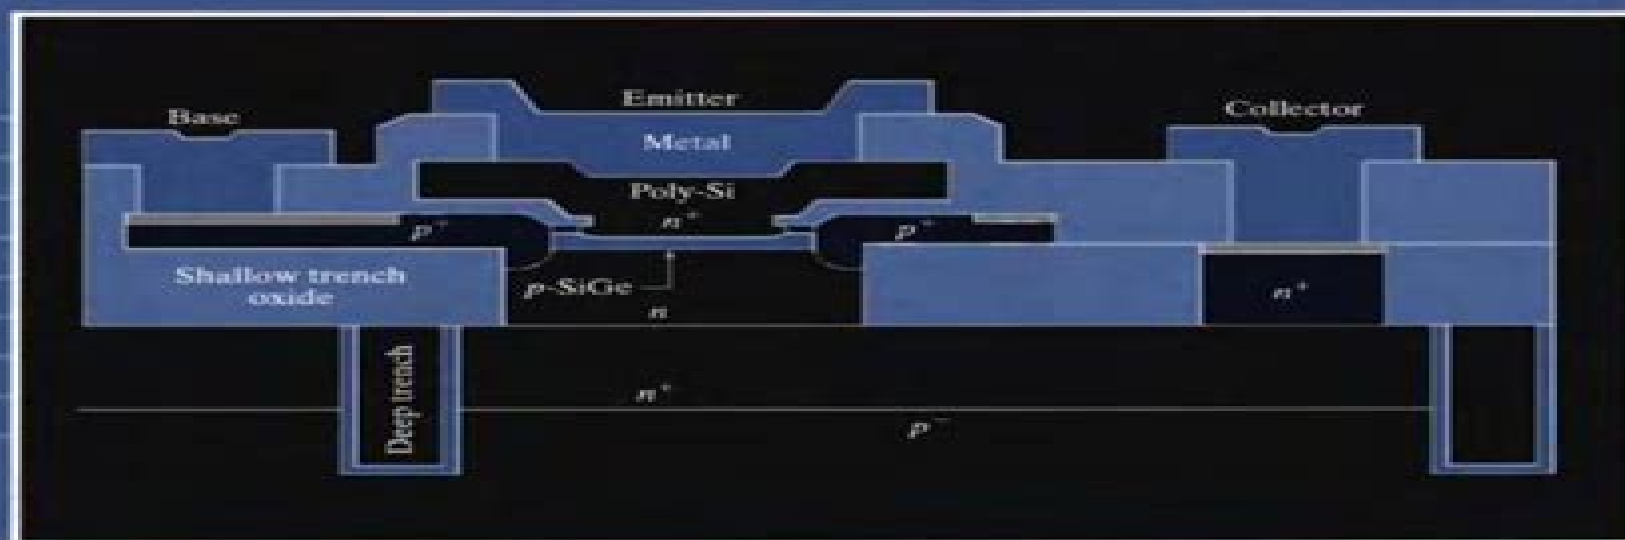 Base
Emitter
Collector
Metal
Poly-Si
n⁺
p⁺
p⁺
Shallow trench
oxide
p-SiGe
n
n⁺
Deep trench
n⁺
p⁻